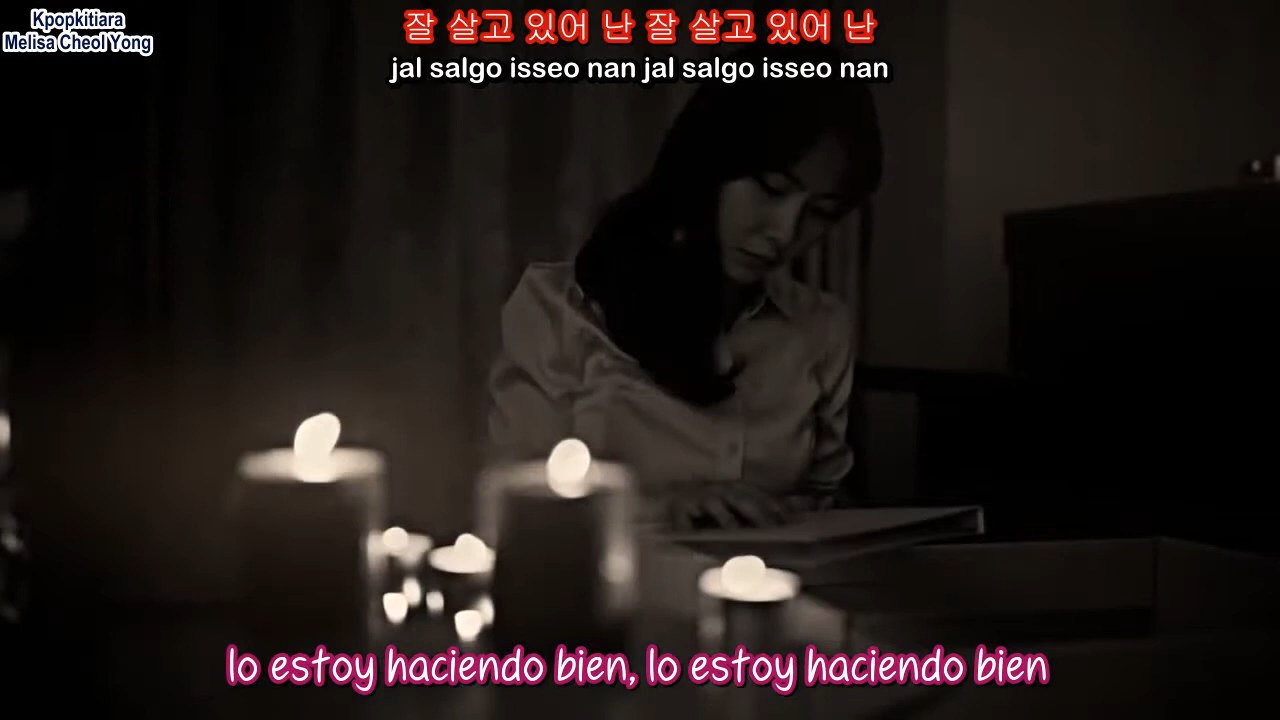 Kpopkitiara
Melisa Cheol Yong
잘 살고 있어 난 잘 살고 있어 난
jal salgo isseo nan jal salgo isseo nan
lo estoy haciendo bien, lo estoy haciendo bien